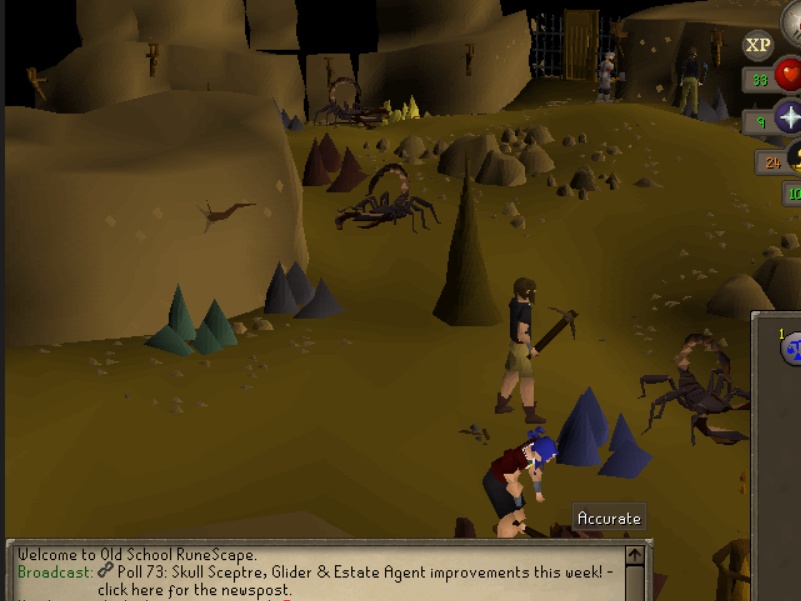 XP
33
9
24
10
1
Accurate
Welcome to Old School RuneScape.
Broadcast: Poll 73: Skull Sceptre, Glider & Estate Agent improvements this week! -
click here for the newspost.